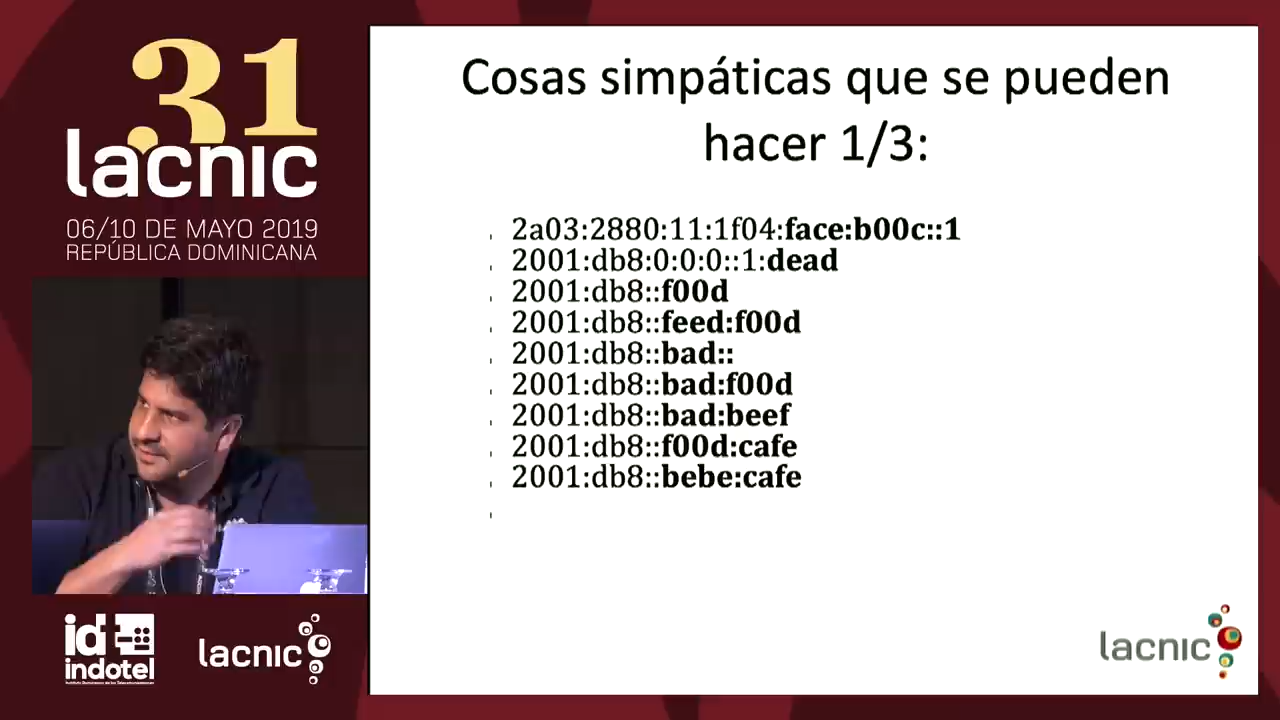 31
lacnic
06/10 DE MAYO 2019
REPÚBLICA DOMINICANA
Cosas simpáticas que se pueden
hacer 1/3:
2a03:2880:11:1f04:face:b00c::1
2001:db8:0:0:0::1:dead
2001:db8::f00d
2001:db8::feed:f00d
2001:db8::bad::
2001:db8::bad:f00d
2001:db8::bad:beef
2001:db8::f00d:cafe
2001:db8::bebe:cafe
indotel
lacnic
lacnic